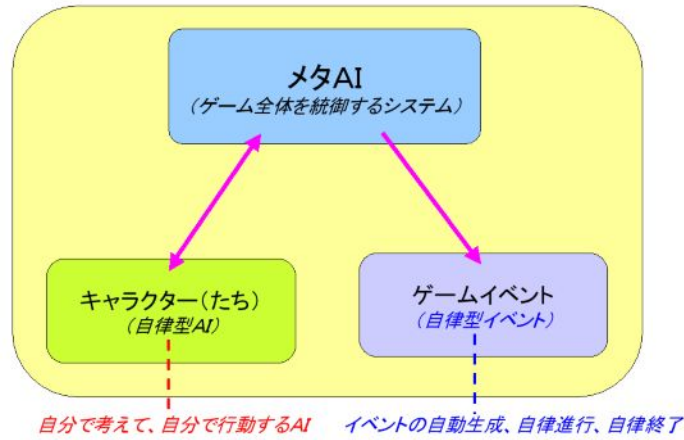 メタAI
(ゲーム全体を統御するシステム)
キャラクター(たち)
(自律型AI)
ゲームイベント
(自律型イベント)
自分で考えて、自分で行動するAI
イベントの自動生成、自律進行、自律終了